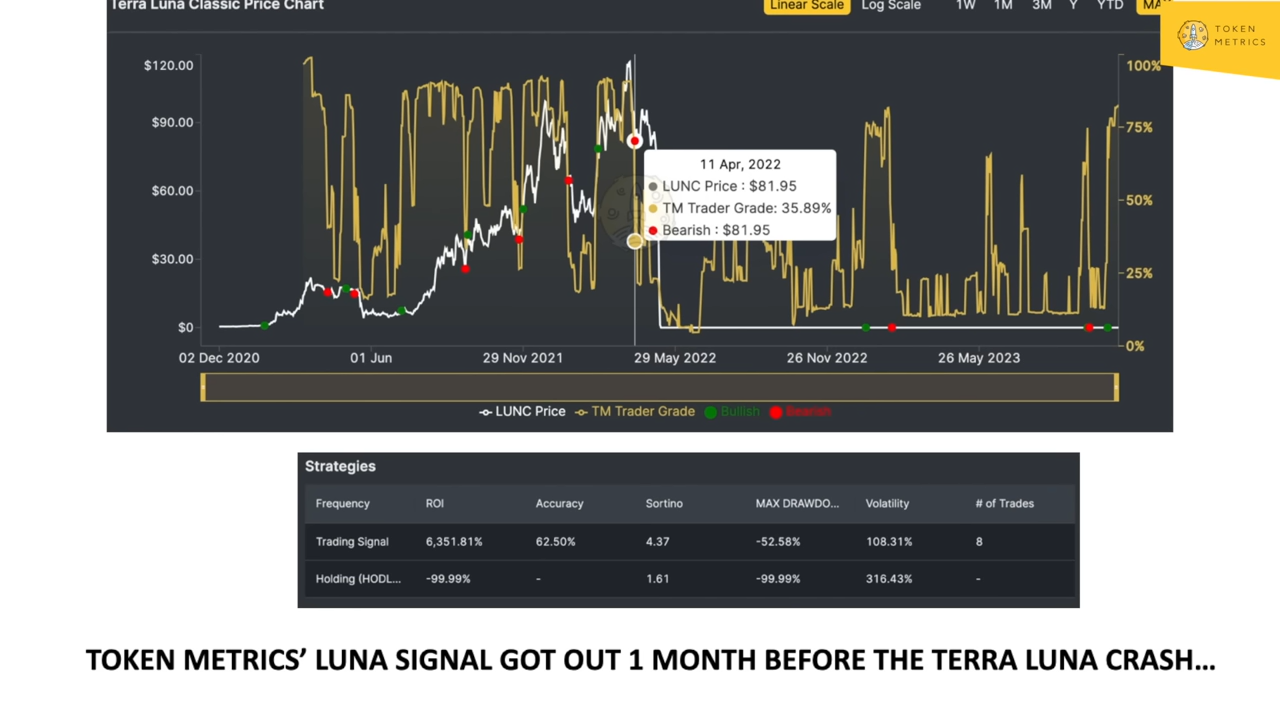 Terra Luna Classic Price Chart
Linear Scale Log Scale 1W 1M 3M Y YTD MAX
TOKEN
METRICS
$120.00
$90.00
$60.00
$30.00
$0
100%
75%
50%
25%
0%
11 Apr, 2022
LUNC Price : $81.95
TM Trader Grade: 35.89%
Bearish : $81.95
02 Dec 2020 01 Jun 29 Nov 2021 29 May 2022 26 Nov 2022 26 May 2023
LUNC Price TM Trader Grade Bullish Bearish
Strategies
Frequency ROI Accuracy Sortino MAX DRAWDO... Volatility # of Trades
Trading Signal 6,351.81% 62.50% 4.37 -52.58% 108.31% 8
Holding (HODL... -99.99% - 1.61 -99.99% 316.43% -
TOKEN METRICS’ LUNA SIGNAL GOT OUT 1 MONTH BEFORE THE TERRA LUNA CRASH...